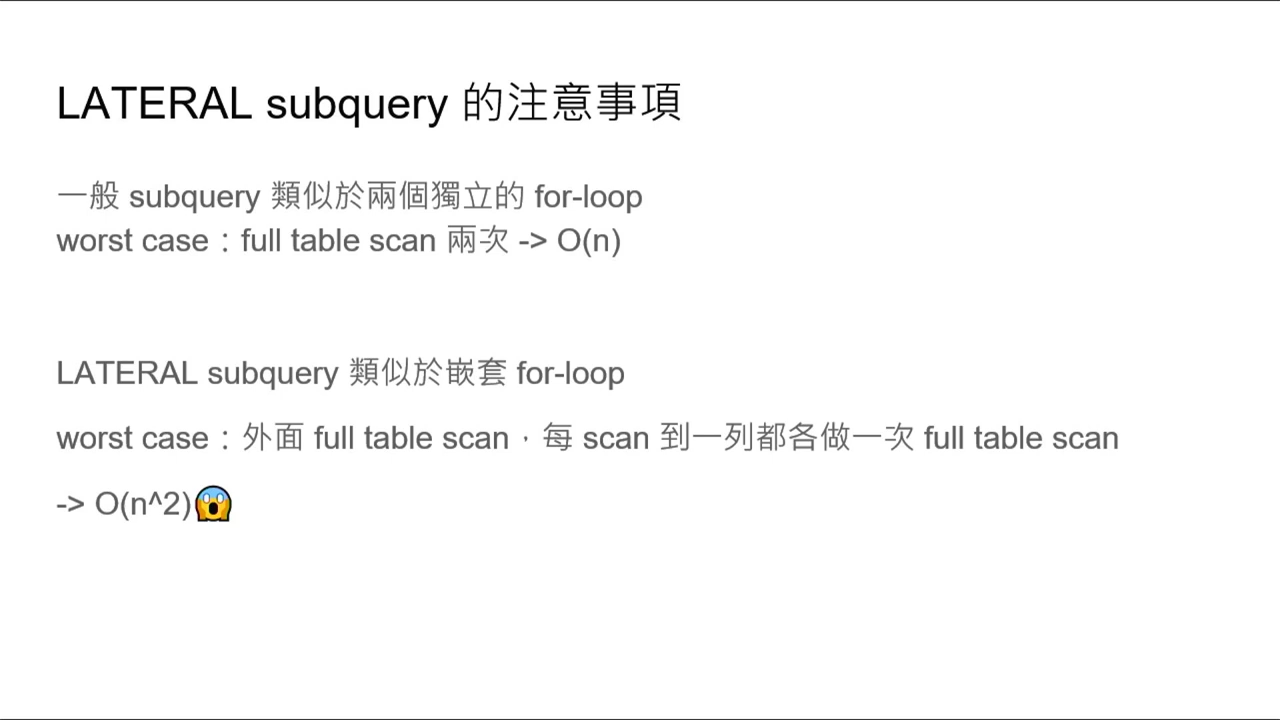 LATERAL subquery 的注意事項
一般 subquery 類似於兩個獨立的 for-loop
worst case：full table scan 兩次 -> O(n)
LATERAL subquery 類似於嵌套 for-loop
worst case：外面 full table scan，每 scan 到一列都各做一次 full table scan
-> O(n^2)😱